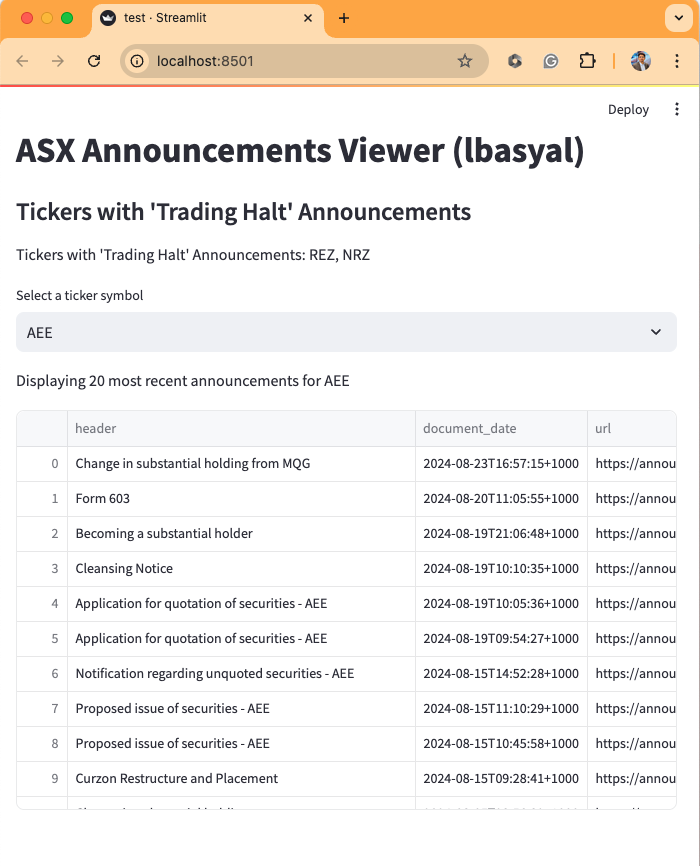 test · Streamlit
localhost:8501
Deploy
ASX Announcements Viewer (lbasyal)
Tickers with 'Trading Halt' Announcements
Tickers with 'Trading Halt' Announcements: REZ, NRZ
Select a ticker symbol
AEE
Displaying 20 most recent announcements for AEE
header document_date url
0 Change in substantial holding from MQG 2024-08-23T16:57:15+1000 https://annou
1 Form 603 2024-08-20T11:05:55+1000 https://annou
2 Becoming a substantial holder 2024-08-19T21:06:48+1000 https://annou
3 Cleansing Notice 2024-08-19T10:10:35+1000 https://annou
4 Application for quotation of securities - AEE 2024-08-19T10:05:36+1000 https://annou
5 Application for quotation of securities - AEE 2024-08-19T09:54:27+1000 https://annou
6 Notification regarding unquoted securities - AEE 2024-08-15T14:52:28+1000 https://annou
7 Proposed issue of securities - AEE 2024-08-15T11:10:29+1000 https://annou
8 Proposed issue of securities - AEE 2024-08-15T10:45:58+1000 https://annou
9 Curzon Restructure and Placement 2024-08-15T09:28:41+1000 https://annou